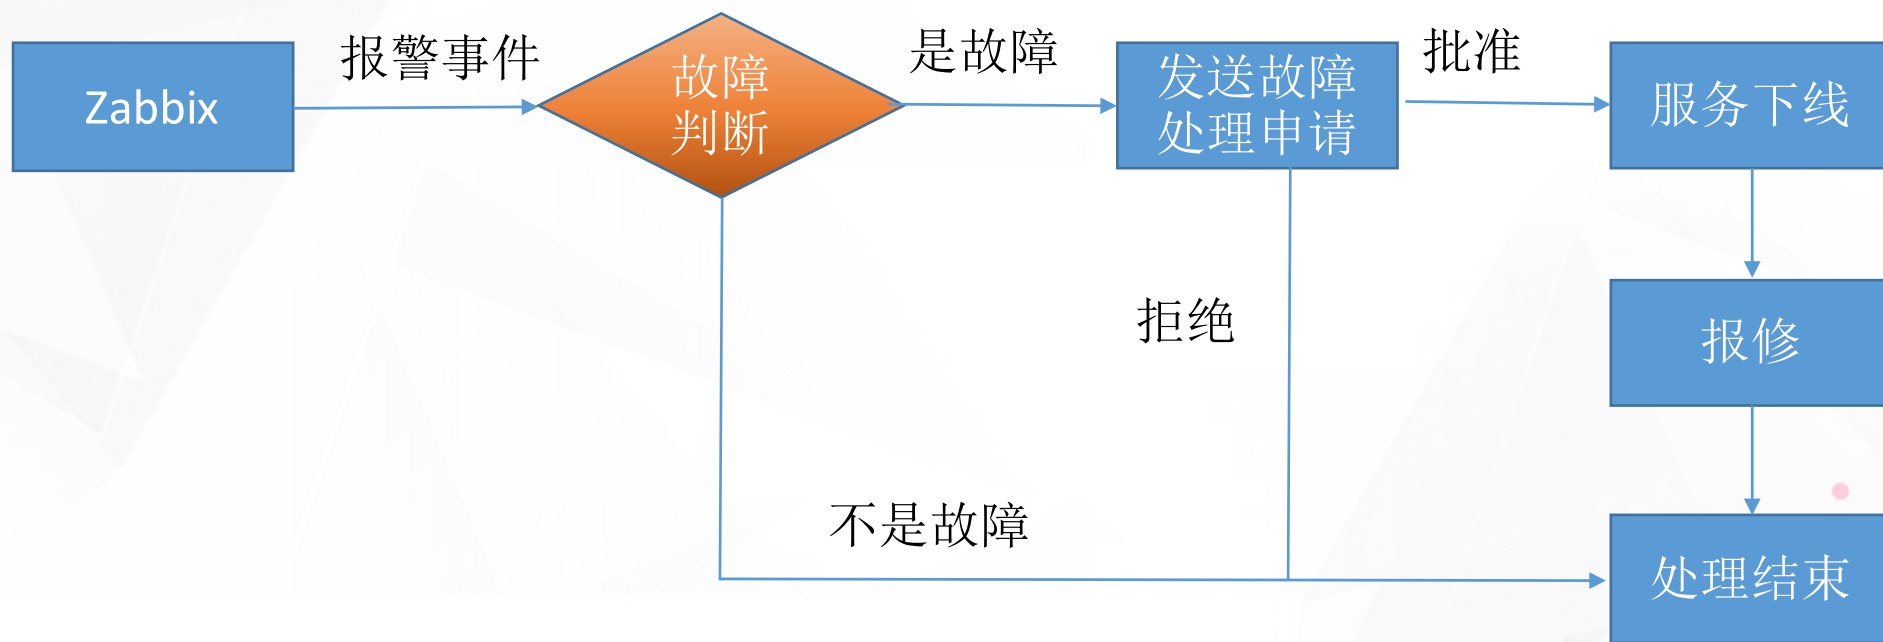 Zabbix
报警事件
故障
判断
是故障
发送故障
处理申请
批准
服务下线
拒绝
报修
不是故障
处理结束